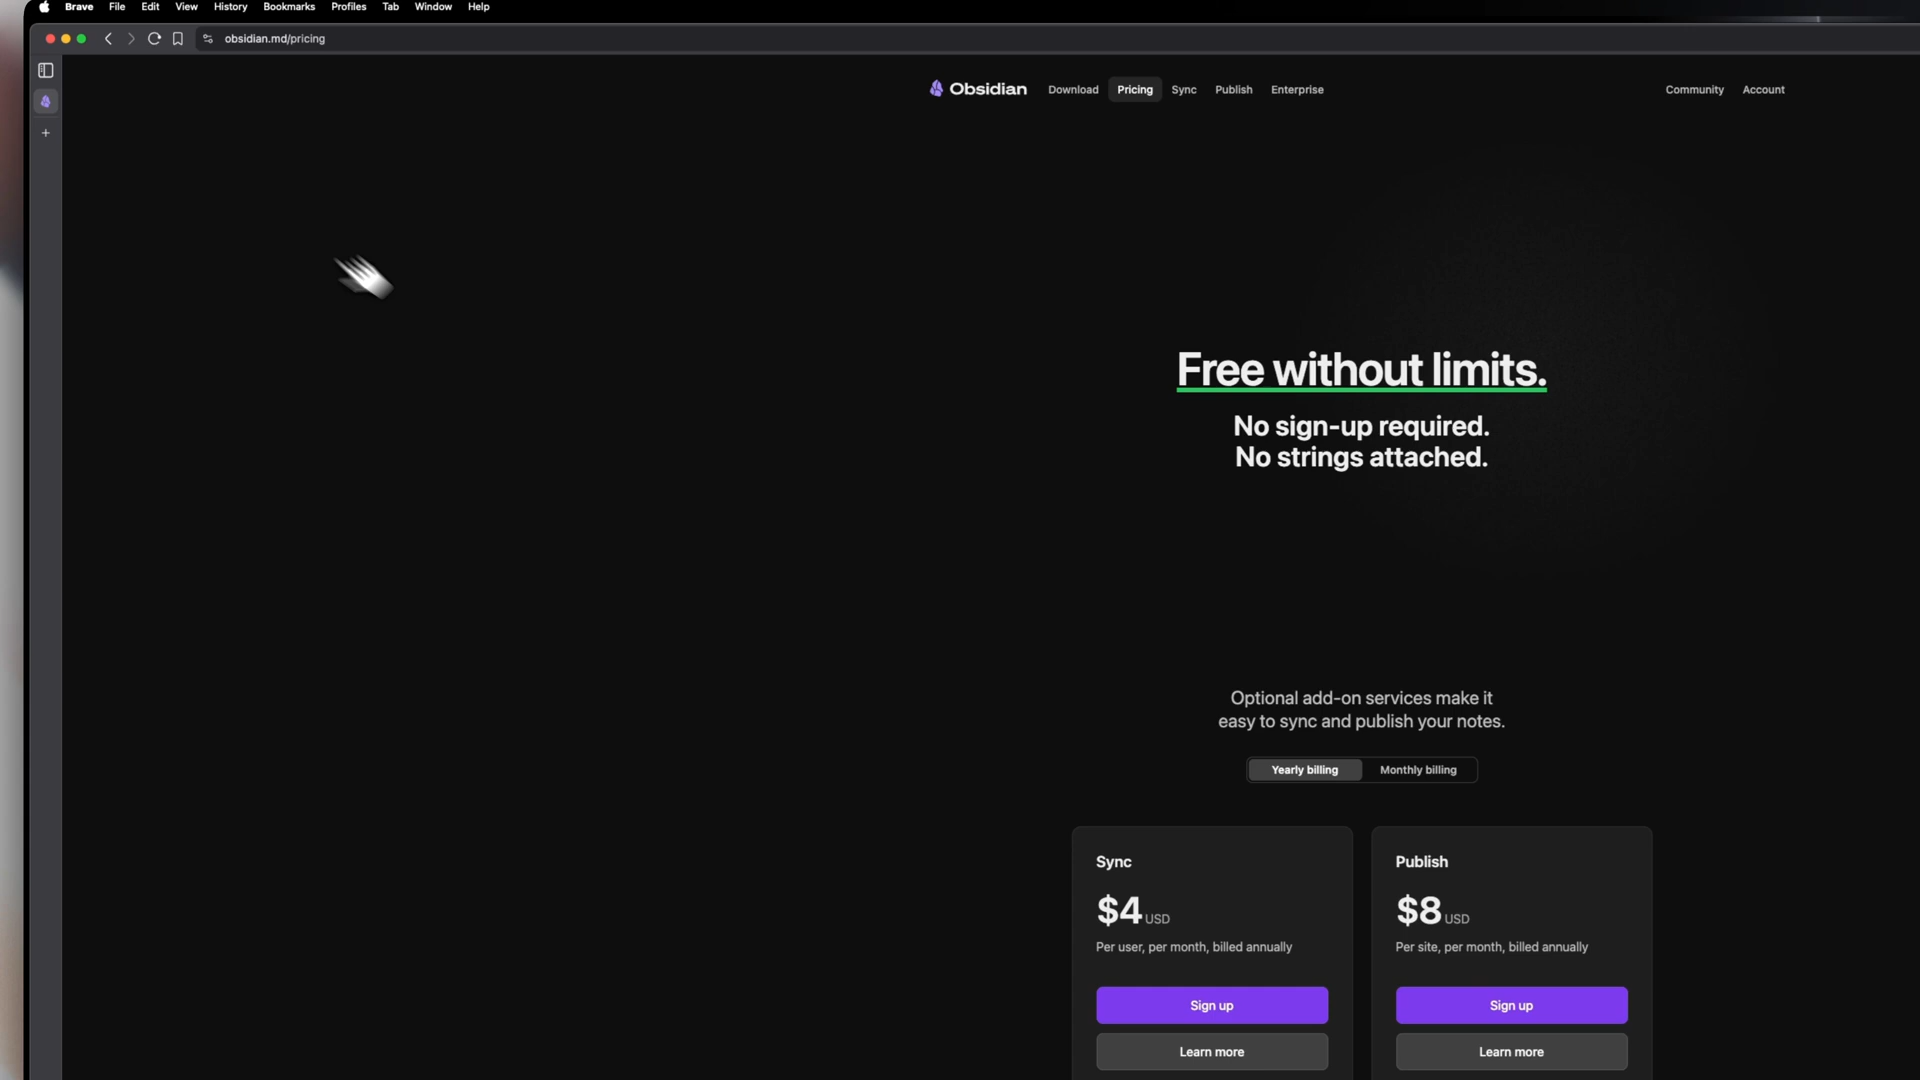 Brave File Edit View History Bookmarks Profiles Tab Window Help
obsidian.md/pricing
Obsidian Download Pricing Sync Publish Enterprise Community Account
Free without limits.
No sign-up required.
No strings attached.
Optional add-on services make it
easy to sync and publish your notes.
Yearly billing Monthly billing
Sync
$4 USD
Per user, per month, billed annually
Sign up
Learn more
Publish
$8 USD
Per site, per month, billed annually
Sign up
Learn more